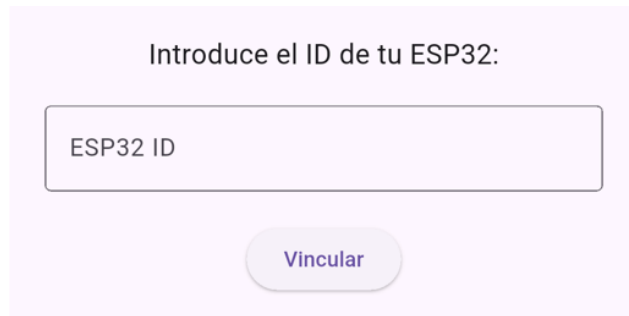 Introduce el ID de tu ESP32:
ESP32 ID
Vincular